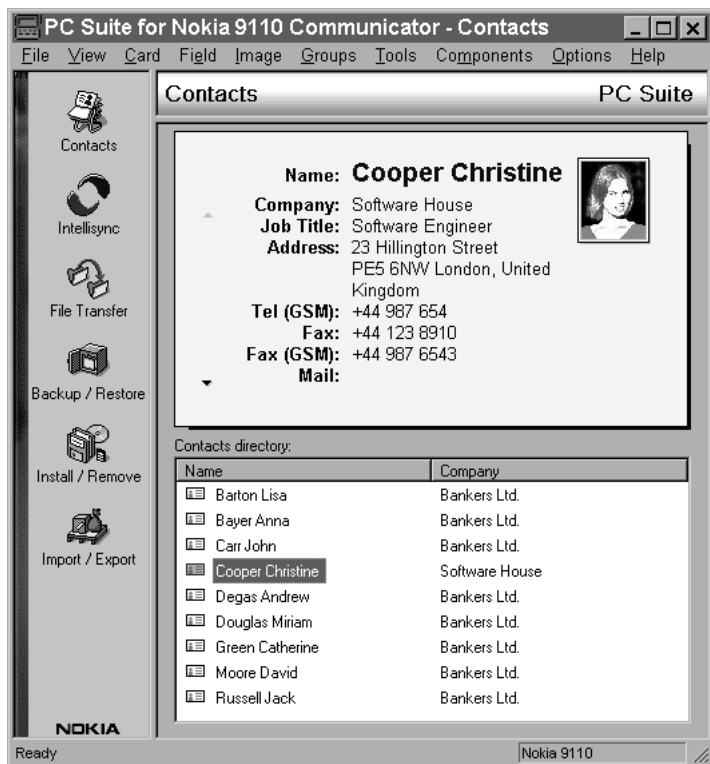 PC Suite for Nokia 9110 Communicator - Contacts
File View Card Field Image Groups Tools Components Options Help
Contacts PC Suite
Contacts
Intellisync
File Transfer
Backup / Restore
Install / Remove
Import / Export
NOKIA
Name: Cooper Christine
Company: Software House
Job Title: Software Engineer
Address: 23 Hillington Street
PE5 6NW London, United
Kingdom
Tel (GSM): +44 987 654
Fax: +44 123 8910
Fax (GSM): +44 987 6543
Mail:
Contacts directory:
Name Company
Barton Lisa Bankers Ltd.
Bayer Anna Bankers Ltd.
Carr John Bankers Ltd.
Cooper Christine Software House
Degas Andrew Bankers Ltd.
Douglas Miriam Bankers Ltd.
Green Catherine Bankers Ltd.
Moore David Bankers Ltd.
Russell Jack Bankers Ltd.
Ready Nokia 9110